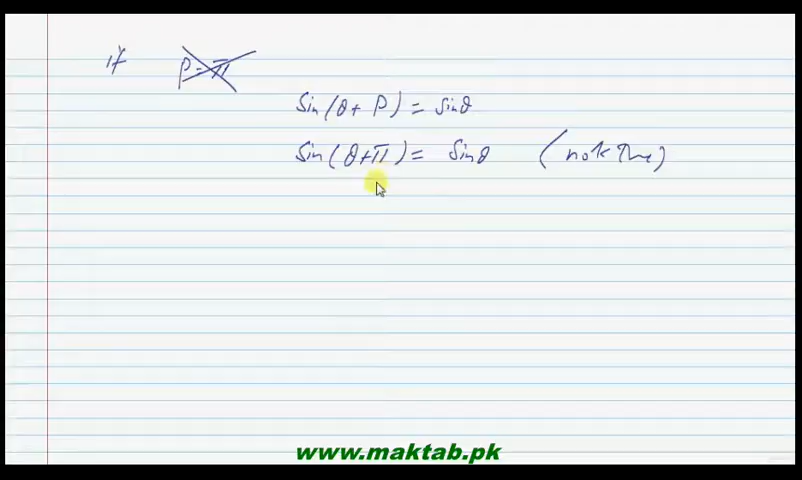 if P = π
Sin(θ + P) = Sinθ
Sin(θ+π) = Sinθ (not true)
www.maktab.pk